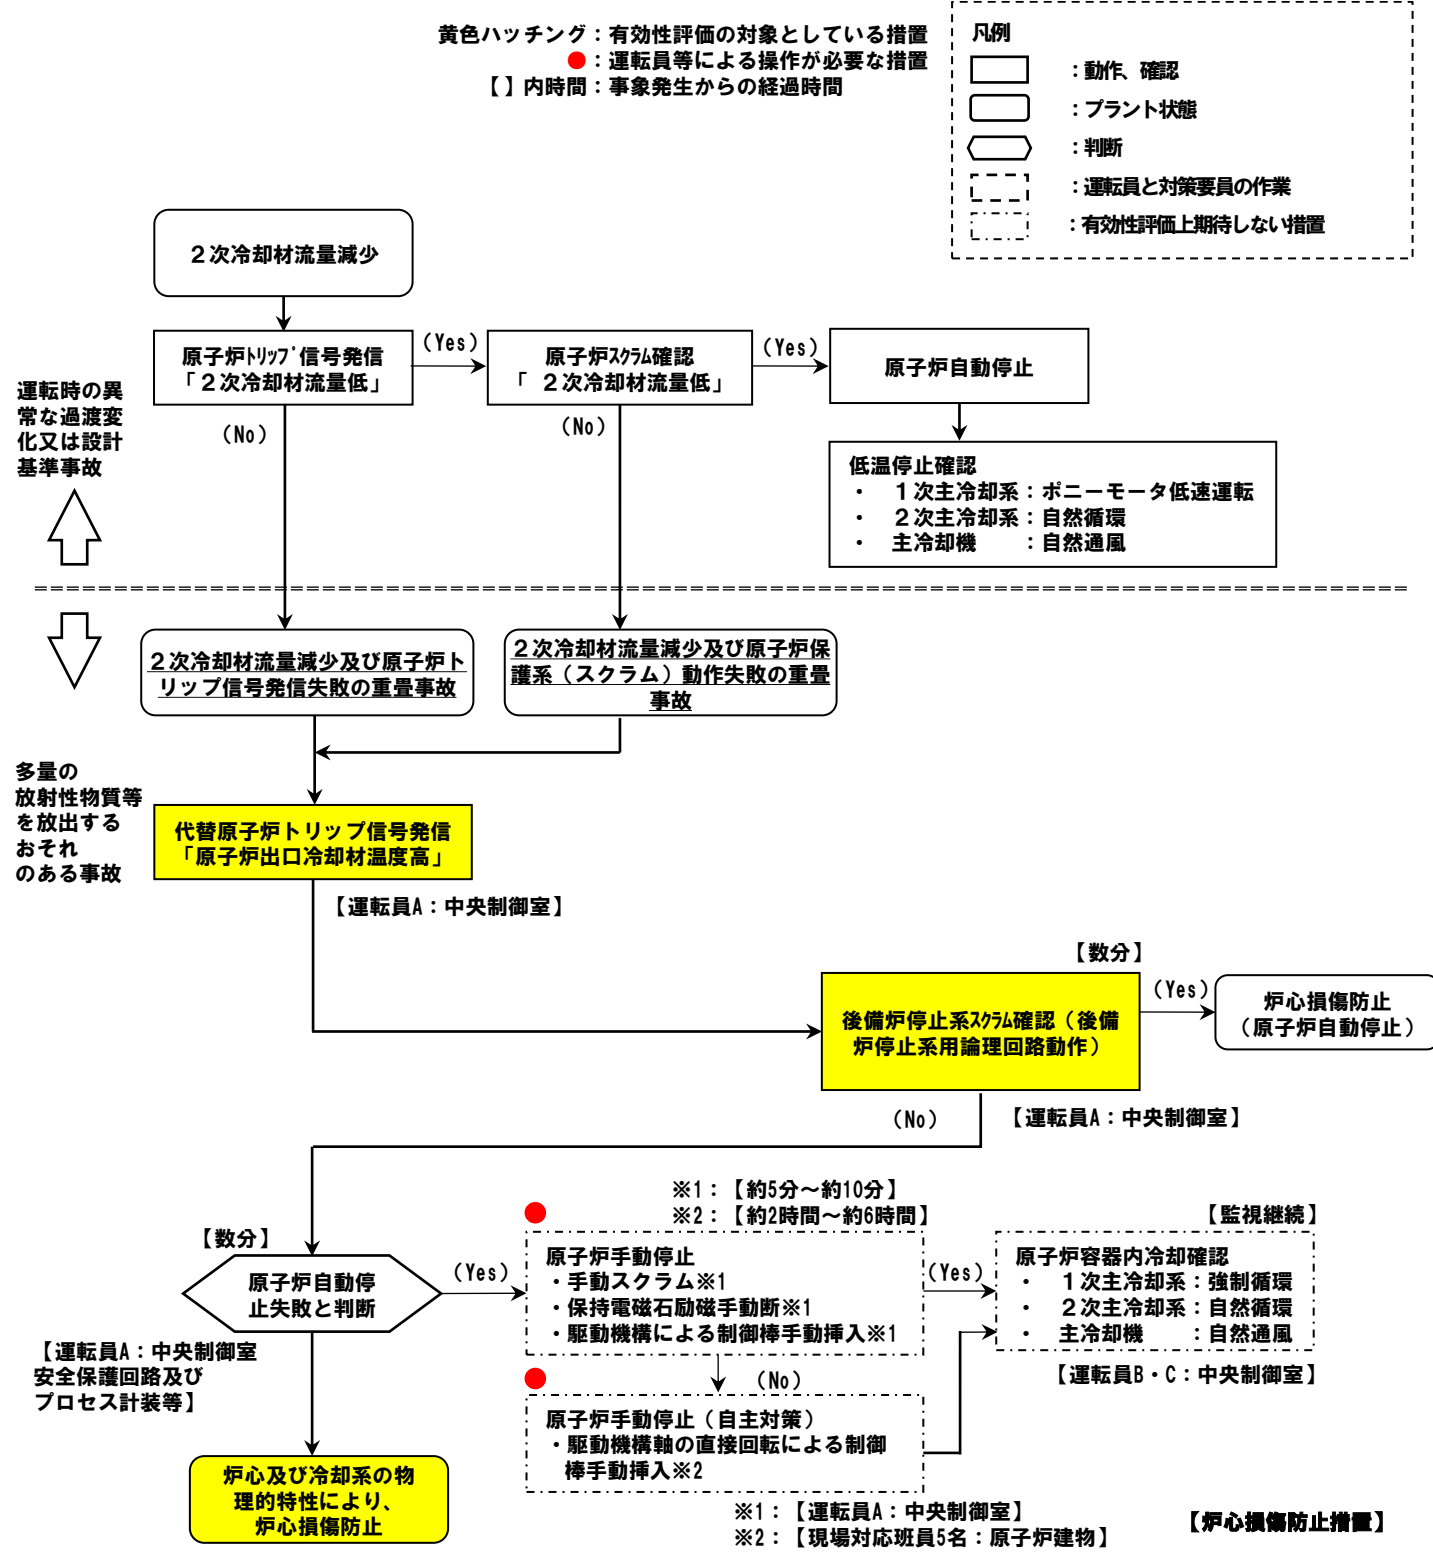 黄色ハッチング：有効性評価の対象としている措置
●：運転員等による操作が必要な措置
【 】内時間：事象発生からの経過時間
凡例
：動作、確認
：プラント状態
：判断
：運転員と対策要員の作業
：有効性評価上期待しない措置
２次冷却材流量減少
原子炉ﾄﾘｯﾌﾟ信号発信
「２次冷却材流量低」
（Yes）
原子炉ｽｸﾗﾑ確認
「 ２次冷却材流量低」
（Yes）
原子炉自動停止
（No）
（No）
運転時の異
常な過渡変
化又は設計
基準事故
低温停止確認
・ １次主冷却系：ポニーモータ低速運転
・ ２次主冷却系：自然循環
・ 主冷却機 ：自然通風
２次冷却材流量減少及び原子炉ト
リップ信号発信失敗の重畳事故
２次冷却材流量減少及び原子炉保
護系（スクラム）動作失敗の重畳
事故
多量の
放射性物質等
を放出する
おそれ
のある事故
代替原子炉トリップ信号発信
「原子炉出口冷却材温度高」
【運転員A：中央制御室】
【数分】
後備炉停止系ｽｸﾗﾑ確認（後備
炉停止系用論理回路動作）
（Yes）
炉心損傷防止
（原子炉自動停止）
（No）
【運転員A：中央制御室】
※1：【約5分～約10分】
※2：【約2時間～約6時間】
【数分】
原子炉自動停
止失敗と判断
（Yes）
原子炉手動停止
・手動スクラム※1
・保持電磁石励磁手動断※1
・駆動機構による制御棒手動挿入※1
（Yes）
【監視継続】
原子炉容器内冷却確認
・ １次主冷却系：強制循環
・ ２次主冷却系：自然循環
・ 主冷却機 ：自然通風
【運転員B・C：中央制御室】
【運転員A：中央制御室
安全保護回路及び
プロセス計装等】
（No）
原子炉手動停止（自主対策）
・駆動機構軸の直接回転による制御
棒手動挿入※2
炉心及び冷却系の物
理的特性により、
炉心損傷防止
※1：【運転員A：中央制御室】
※2：【現場対応班員5名：原子炉建物】
【炉心損傷防止措置】